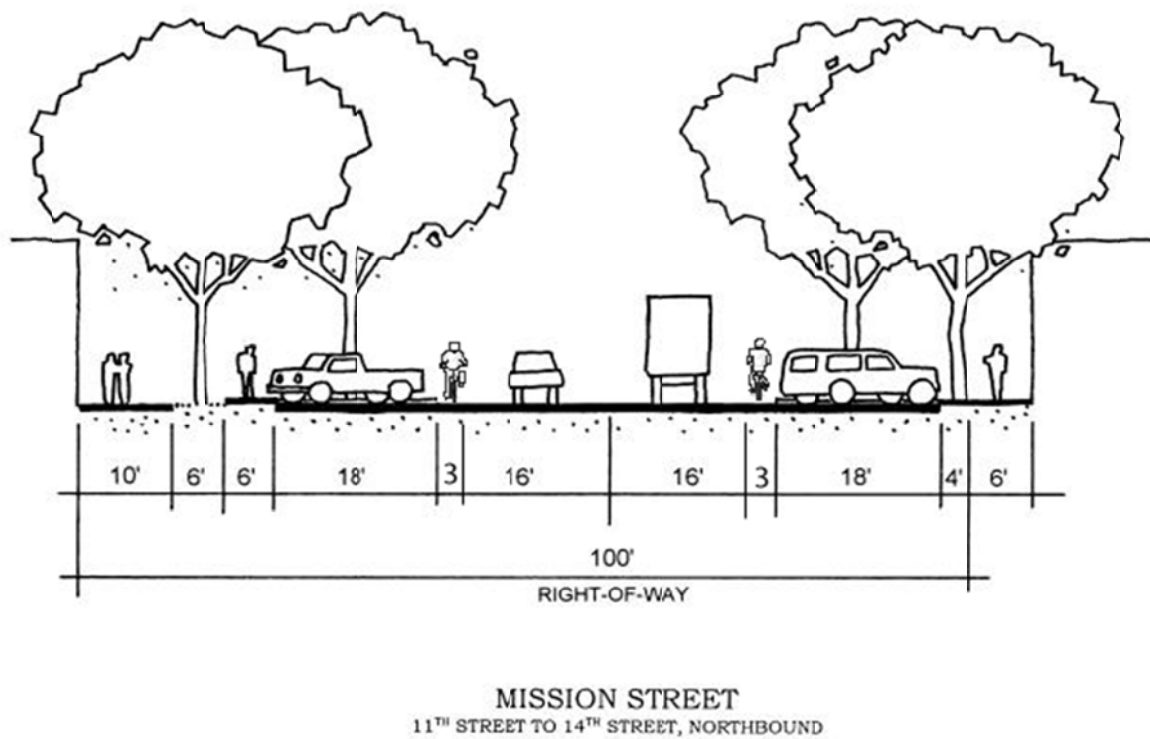 10' 6' 6' 18' 3 16' 16' 3 18' 4' 6'
100'
RIGHT-OF-WAY
MISSION STREET
11TH STREET TO 14TH STREET, NORTHBOUND